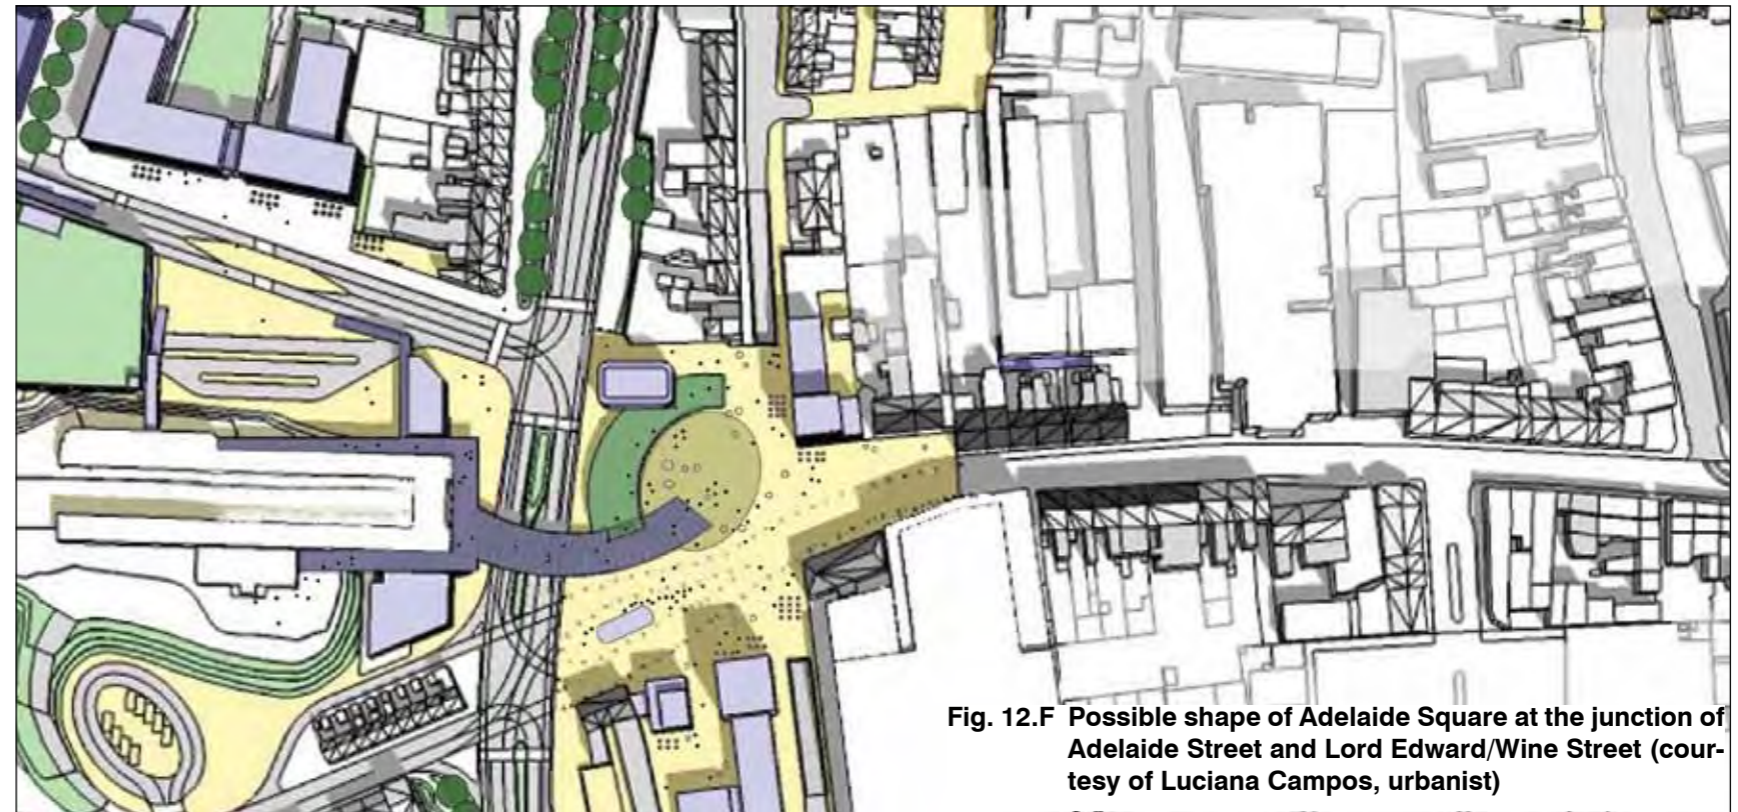 Fig. 12.F Possible shape of Adelaide Square at the junction of
Adelaide Street and Lord Edward/Wine Street (cour-
tesy of Luciana Campos, urbanist)